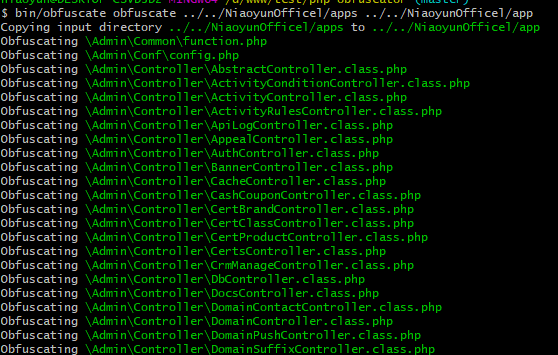 $ bin/obfuscate obfuscate ../../NiaoyunOfficel/apps ../../NiaoyunOfficel/app
Copying input directory ../../NiaoyunOfficel/apps to ../../NiaoyunOfficel/app
Obfuscating \Admin\Common\function.php
Obfuscating \Admin\Conf\config.php
Obfuscating \Admin\Controller\AbstractController.class.php
Obfuscating \Admin\Controller\ActivityConditionController.class.php
Obfuscating \Admin\Controller\ActivityController.class.php
Obfuscating \Admin\Controller\ActivityRulesController.class.php
Obfuscating \Admin\Controller\ApiLogController.class.php
Obfuscating \Admin\Controller\AppealController.class.php
Obfuscating \Admin\Controller\AuthController.class.php
Obfuscating \Admin\Controller\BannerController.class.php
Obfuscating \Admin\Controller\CacheController.class.php
Obfuscating \Admin\Controller\CashCouponController.class.php
Obfuscating \Admin\Controller\CertBrandController.class.php
Obfuscating \Admin\Controller\CertClassController.class.php
Obfuscating \Admin\Controller\CertProductController.class.php
Obfuscating \Admin\Controller\CertsController.class.php
Obfuscating \Admin\Controller\CrmManageController.class.php
Obfuscating \Admin\Controller\DbController.class.php
Obfuscating \Admin\Controller\DocsController.class.php
Obfuscating \Admin\Controller\DomainContactController.class.php
Obfuscating \Admin\Controller\DomainController.class.php
Obfuscating \Admin\Controller\DomainPushController.class.php
Obfuscating \Admin\Controller\DomainSuffixController.class.php